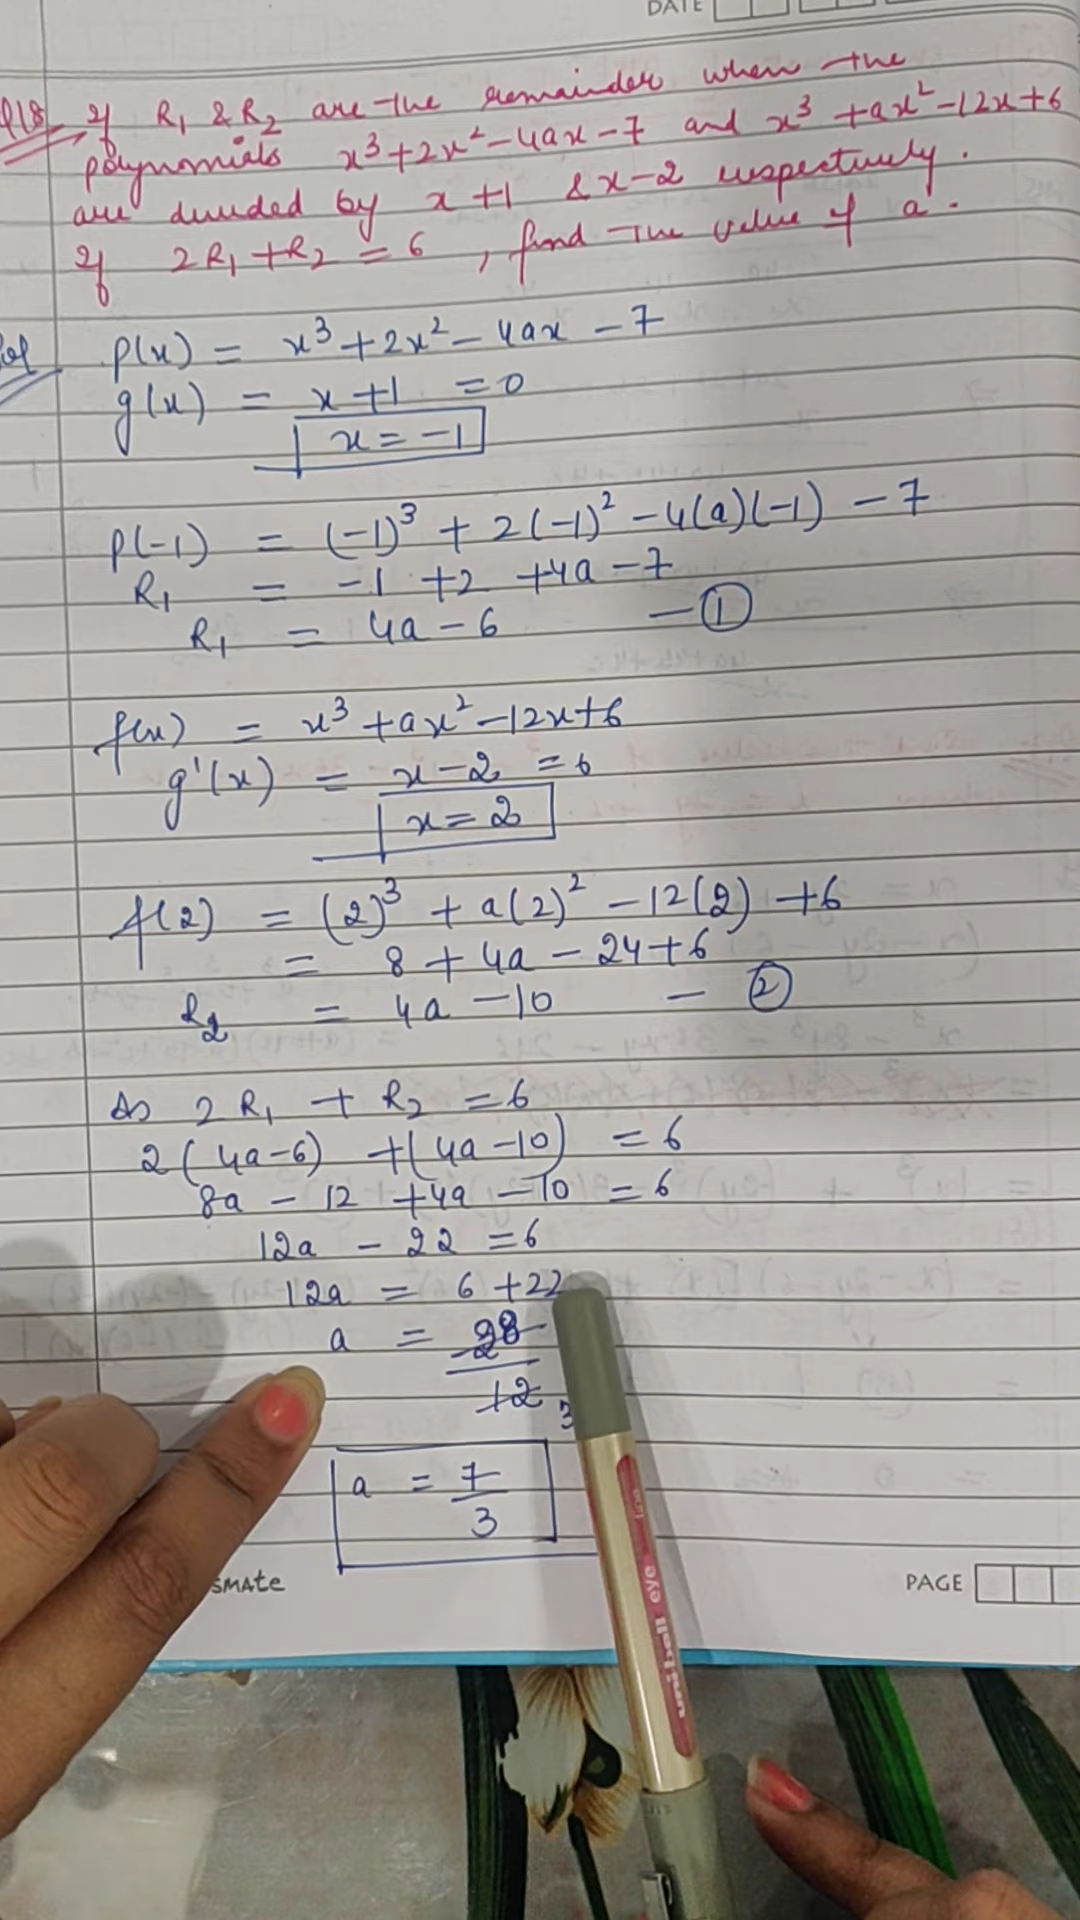 DATE
Q18 If R₁ & R₂ are the remainder when the
polynomials x³+2x²-4ax-7 and x³+ax²-12x+6
are divided by x+1 & x-2 respectively.
If 2R₁+R₂ = 6, find the value of a.
Sol p(x) = x³+2x²-4ax-7
g(x) = x+1 =0
x = -1
p(-1) = (-1)³ + 2(-1)² - 4(a)(-1) - 7
R₁ = -1 +2 +4a-7
R₁ = 4a-6 -①
f(x) = x³+ax²-12x+6
g'(x) = x-2 =6
x = 2
f(2) = (2)³ + a(2)² - 12(2) +6
= 8 + 4a - 24+6
R₂ = 4a -10 - ②
As 2R₁ + R₂ =6
2(4a-6) +(4a-10) = 6
8a - 12 +4a -10 = 6
12a - 22 =6
12a = 6 +22
a = 28
12 3
a = 7
3
SMATE
PAGE
uni-ball eye